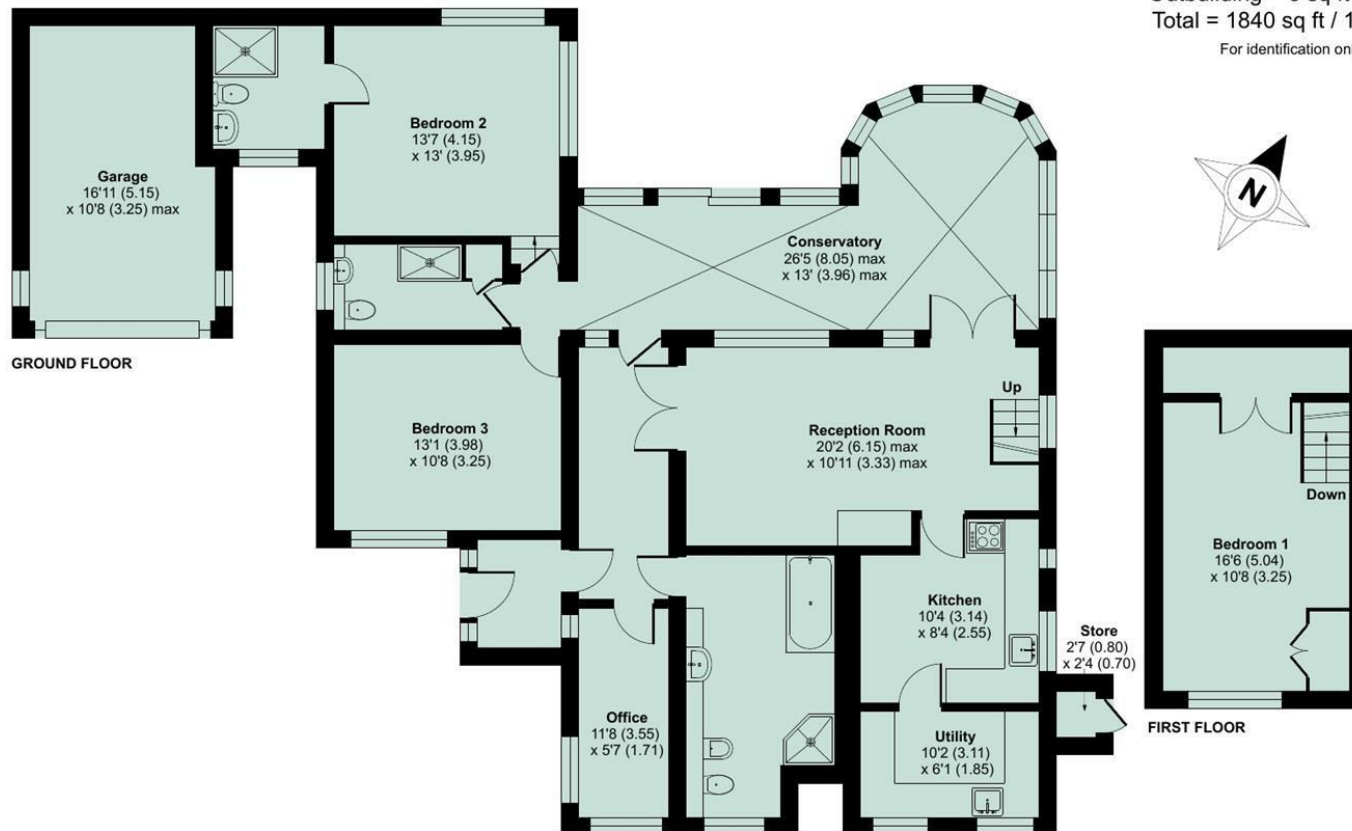 Total = 1840 sq ft / 1
For identification onl
N
Garage
16'11 (5.15)
x 10'8 (3.25) max
Bedroom 2
13'7 (4.15)
x 13' (3.95)
Conservatory
26'5 (8.05) max
x 13' (3.96) max
GROUND FLOOR
Bedroom 3
13'1 (3.98)
x 10'8 (3.25)
Up
Reception Room
20'2 (6.15) max
x 10'11 (3.33) max
Down
Bedroom 1
16'6 (5.04)
x 10'8 (3.25)
Kitchen
10'4 (3.14)
x 8'4 (2.55)
Store
2'7 (0.80)
x 2'4 (0.70)
Office
11'8 (3.55)
x 5'7 (1.71)
Utility
10'2 (3.11)
x 6'1 (1.85)
FIRST FLOOR